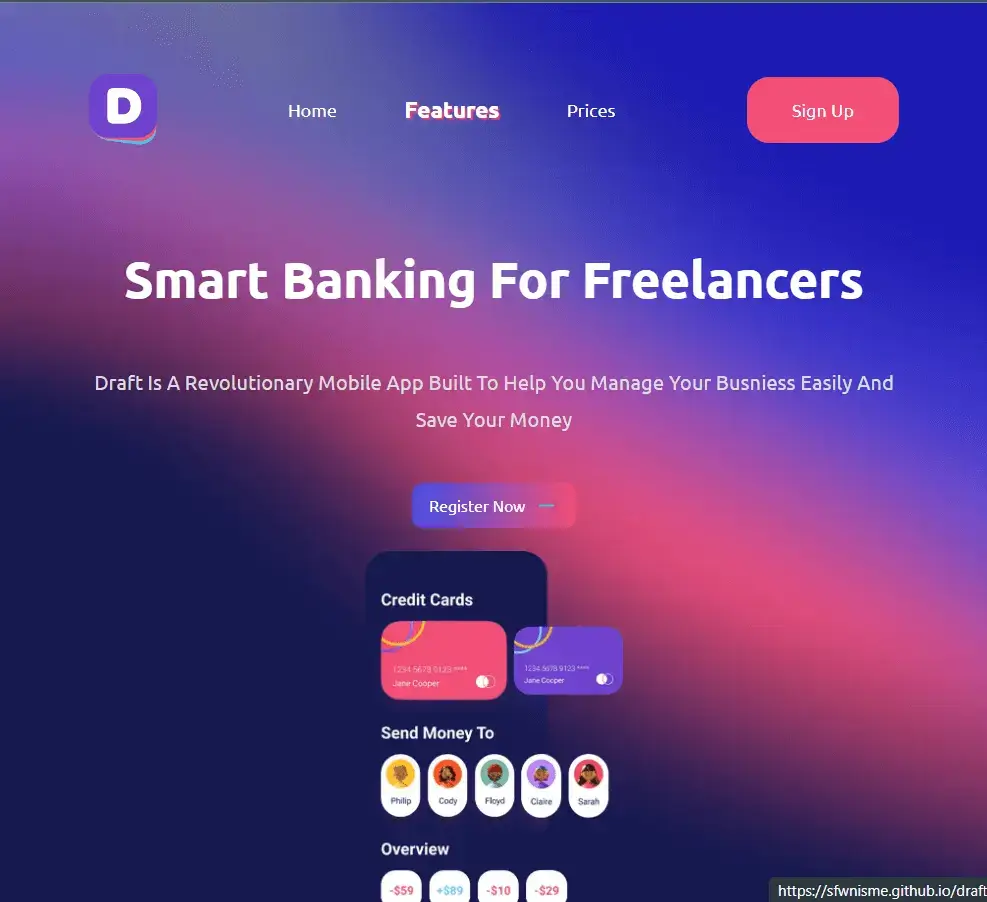 D
Home Features Prices Sign Up
Smart Banking For Freelancers
Draft Is A Revolutionary Mobile App Built To Help You Manage Your Busniess Easily And
Save Your Money
Register Now
Credit Cards
1234 5678 9123 **** 1234 5678 9123 ****
Jane Cooper Jane Cooper
Send Money To
Philip Cody Floyd Claire Sarah
Overview
-$59 +$89 -$10 -$29
https://sfwnisme.github.io/draft